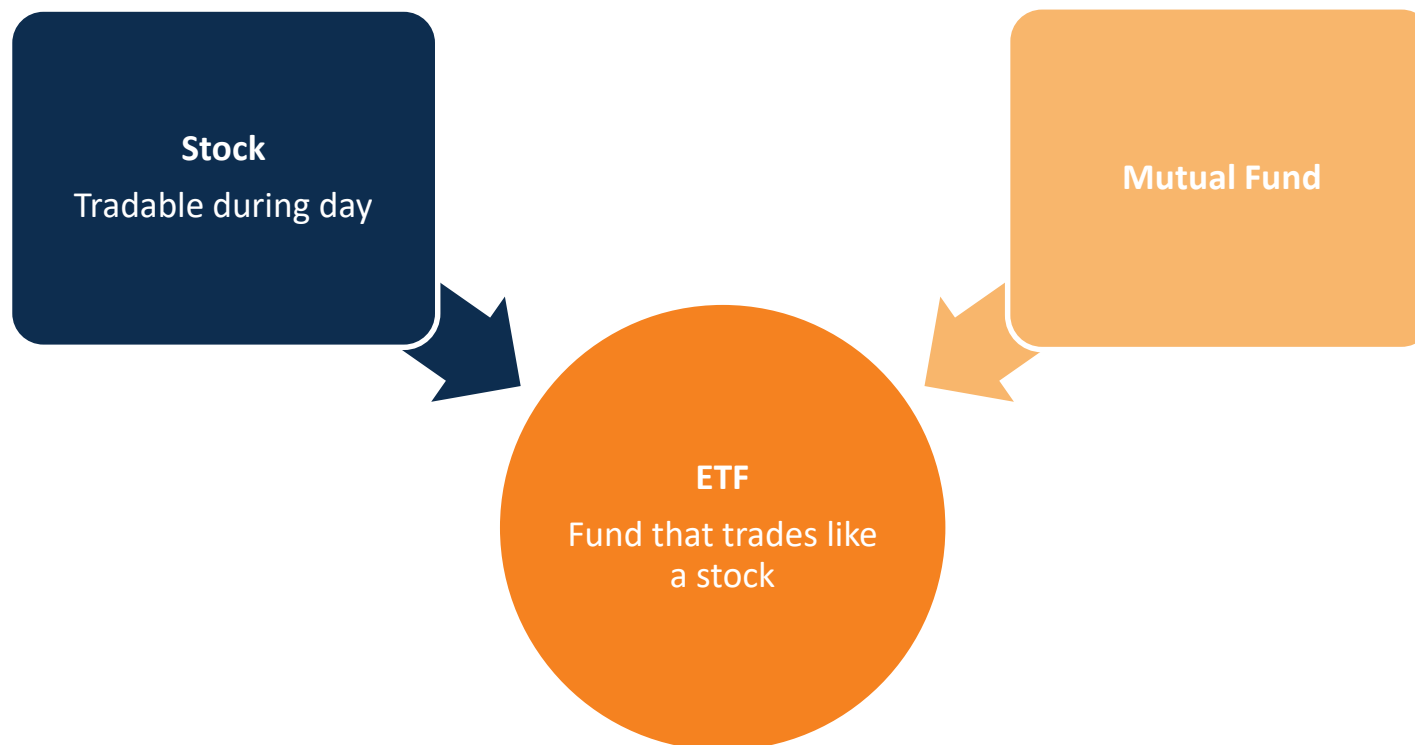 Stock
Tradable during day
Mutual Fund
ETF
Fund that trades like
a stock